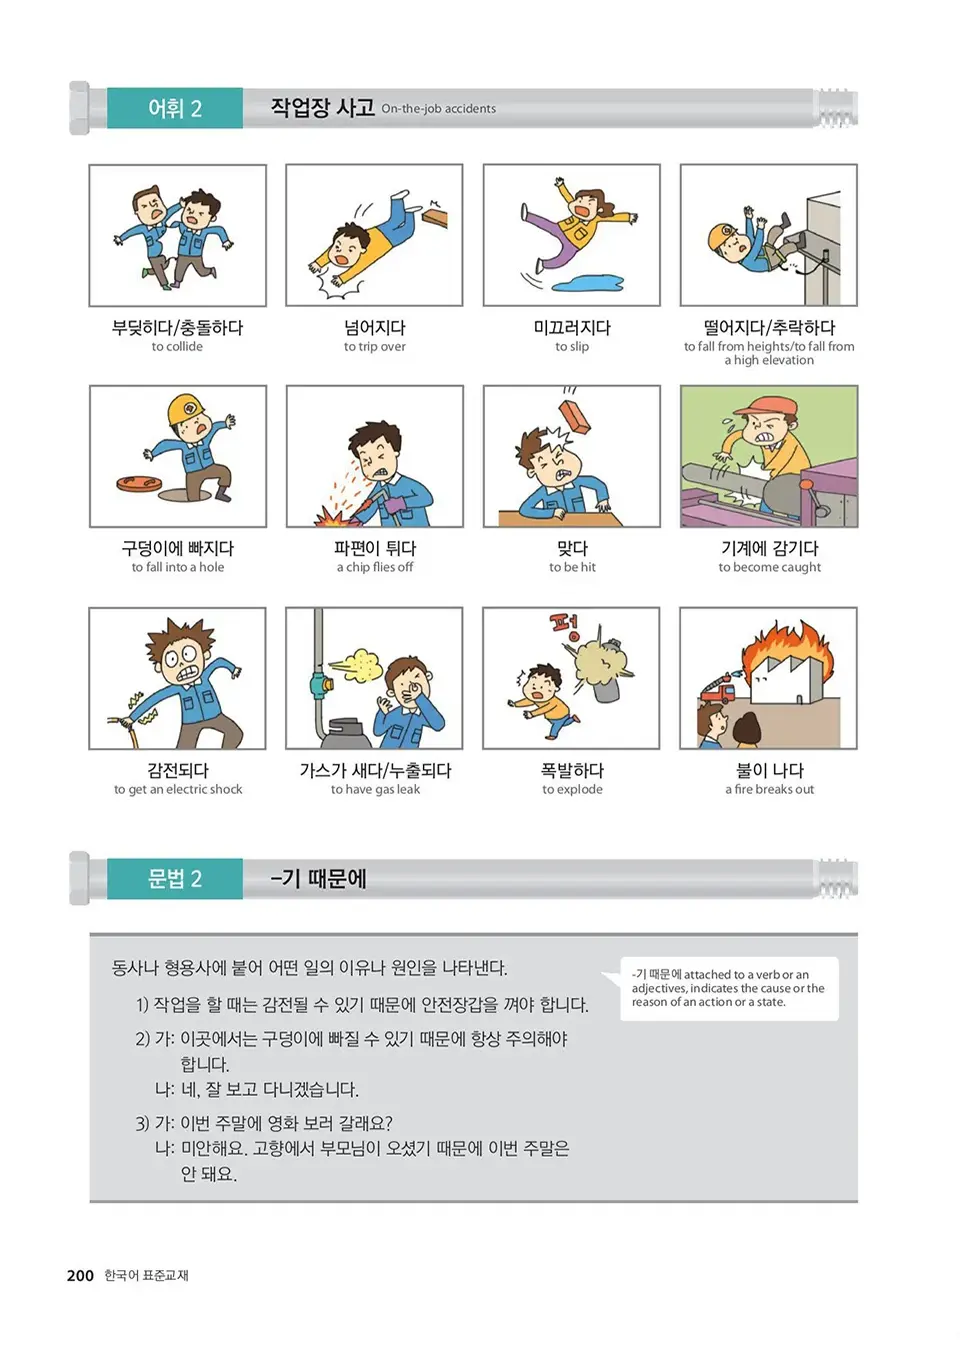 어휘 2 작업장 사고 On-the-job accidents
부딪히다/충돌하다
to collide
넘어지다
to trip over
미끄러지다
to slip
떨어지다/추락하다
to fall from heights/to fall from
a high elevation
구덩이에 빠지다
to fall into a hole
파편이 튀다
a chip flies off
맞다
to be hit
기계에 감기다
to become caught
펑
감전되다
to get an electric shock
가스가 새다/누출되다
to have gas leak
폭발하다
to explode
불이 나다
a fire breaks out
문법 2 -기 때문에
동사나 형용사에 붙어 어떤 일의 이유나 원인을 나타낸다.
-기 때문에 attached to a verb or an
adjectives, indicates the cause or the
reason of an action or a state.
1) 작업을 할 때는 감전될 수 있기 때문에 안전장갑을 껴야 합니다.
2) 가: 이곳에서는 구덩이에 빠질 수 있기 때문에 항상 주의해야
합니다.
나: 네, 잘 보고 다니겠습니다.
3) 가: 이번 주말에 영화 보러 갈래요?
나: 미안해요. 고향에서 부모님이 오셨기 때문에 이번 주말은
안 돼요.
200 한국어 표준교재